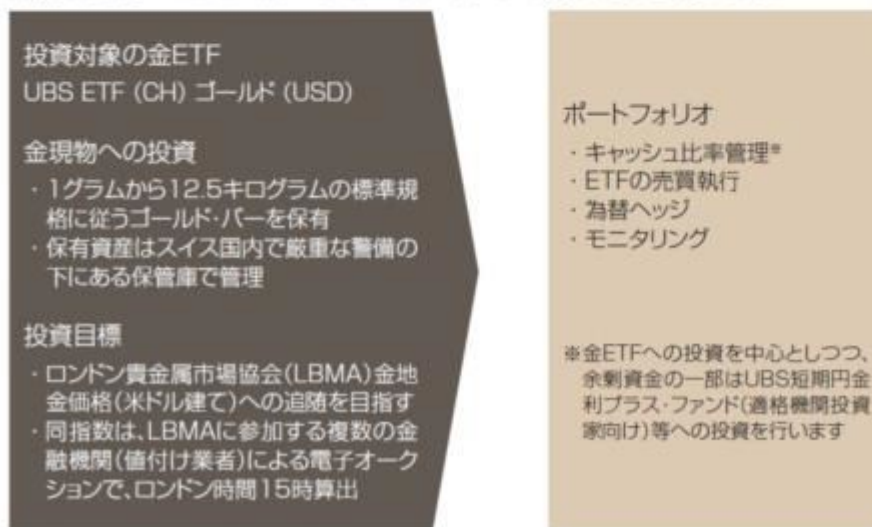 投資対象の金ETF
UBS ETF (CH) ゴールド (USD)
金現物への投資
・1グラムから12.5キログラムの標準規
格に従うゴールド・バーを保有
・保有資産はスイス国内で厳重な警備の
下にある保管庫で管理
投資目標
・ロンドン貴金属市場協会(LBMA)金地
金価格(米ドル建て)への追随を目指す
・同指数は、LBMAに参加する複数の金
融機関(値付け業者)による電子オーク
ションで、ロンドン時間15時算出
ポートフォリオ
・キャッシュ比率管理※
・ETFの売買執行
・為替ヘッジ
・モニタリング
※金ETFへの投資を中心としつつ、
余剰資金の一部はUBS短期円金
利プラス・ファンド(適格機関投資
家向け)等への投資を行います